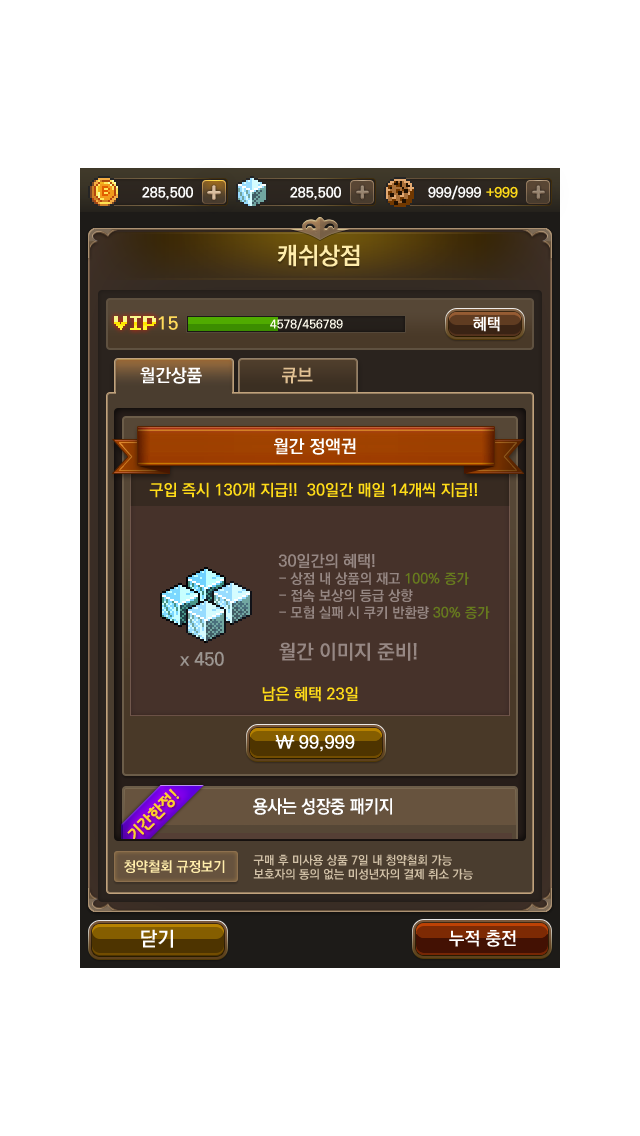 285,500
285,500
999/999 +999
캐쉬상점
VIP15
4578/456789
혜택
월간상품
큐브
월간 정액권
구입 즉시 130개 지급!! 30일간 매일 14개씩 지급!!
30일간의 혜택!
- 상점 내 상품의 재고 100% 증가
- 접속 보상의 등급 상향
- 모험 실패 시 쿠키 반환량 30% 증가
x 450
월간 이미지 준비!
남은 혜택 23일
₩ 99,999
기간한정!
용사는 성장중 패키지
청약철회 규정보기
구매 후 미사용 상품 7일 내 청약철회 가능
보호자의 동의 없는 미성년자의 결제 취소 가능
닫기
누적 충전